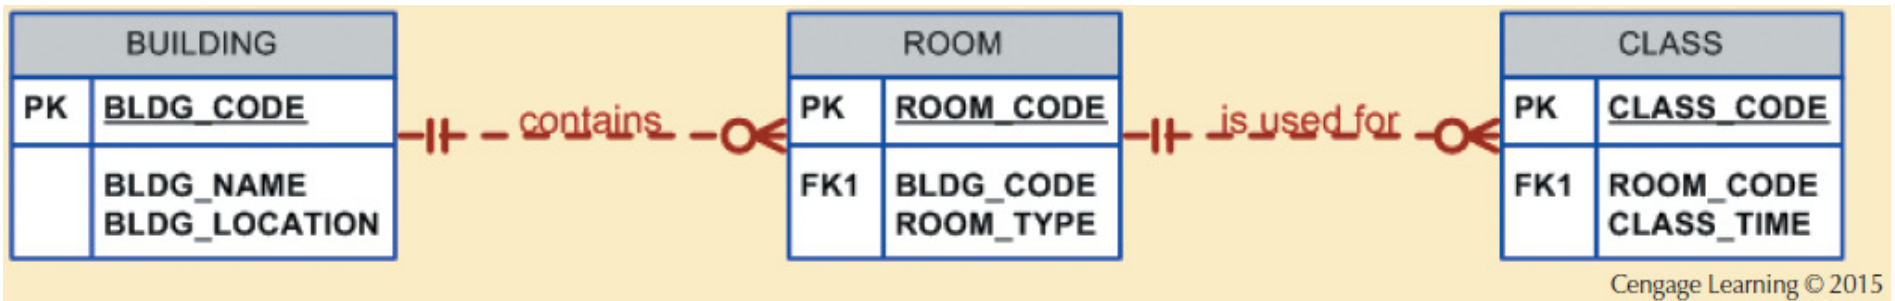 BUILDING
PK BLDG_CODE
BLDG_NAME
BLDG_LOCATION
contains
ROOM
PK ROOM_CODE
FK1 BLDG_CODE
ROOM_TYPE
is used for
CLASS
PK CLASS_CODE
FK1 ROOM_CODE
CLASS_TIME
Cengage Learning © 2015